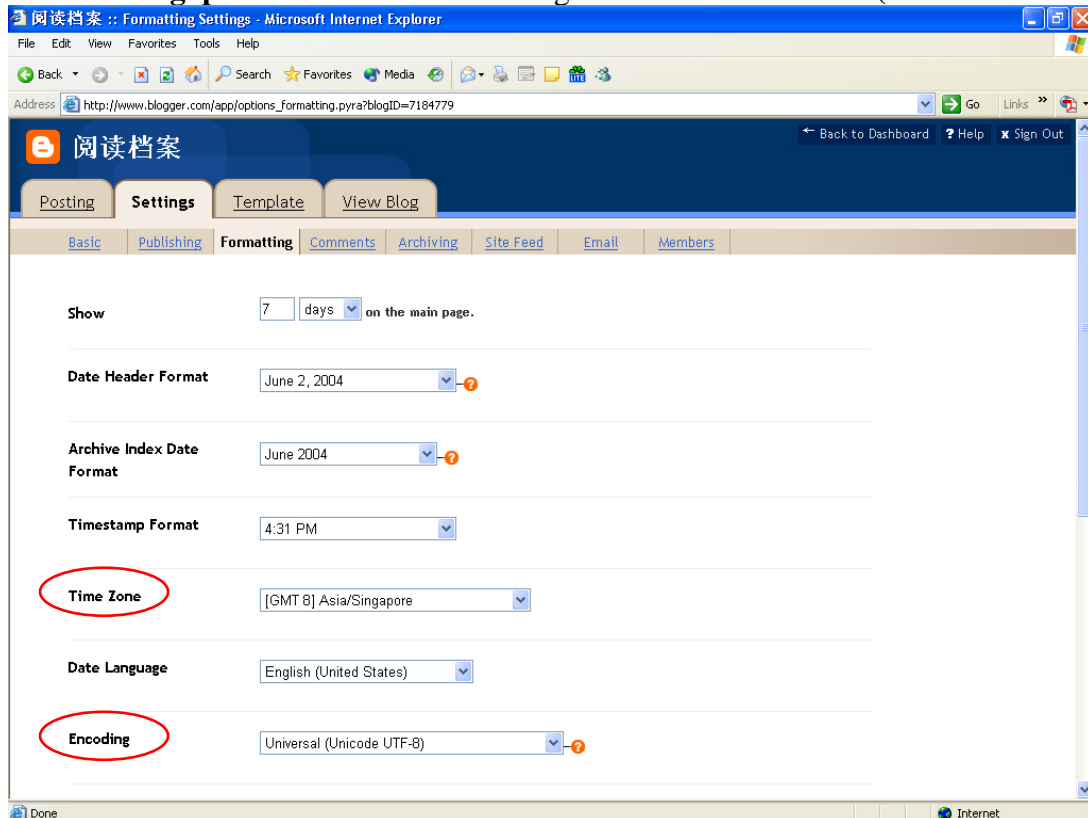 阅读档案 :: Formatting Settings - Microsoft Internet Explorer
File Edit View Favorites Tools Help
Back Search Favorites Media
Address http://www.blogger.com/app/options_formatting.pyra?blogID=7184779 Go Links »
阅读档案 Back to Dashboard ? Help x Sign Out
Posting Settings Template View Blog
Basic Publishing Formatting Comments Archiving Site Feed Email Members
Show 7 days on the main page.
Date Header Format June 2, 2004 ?
Archive Index Date Format June 2004 ?
Timestamp Format 4:31 PM
Time Zone [GMT 8] Asia/Singapore
Date Language English (United States)
Encoding Universal (Unicode UTF-8) ?
Done Internet